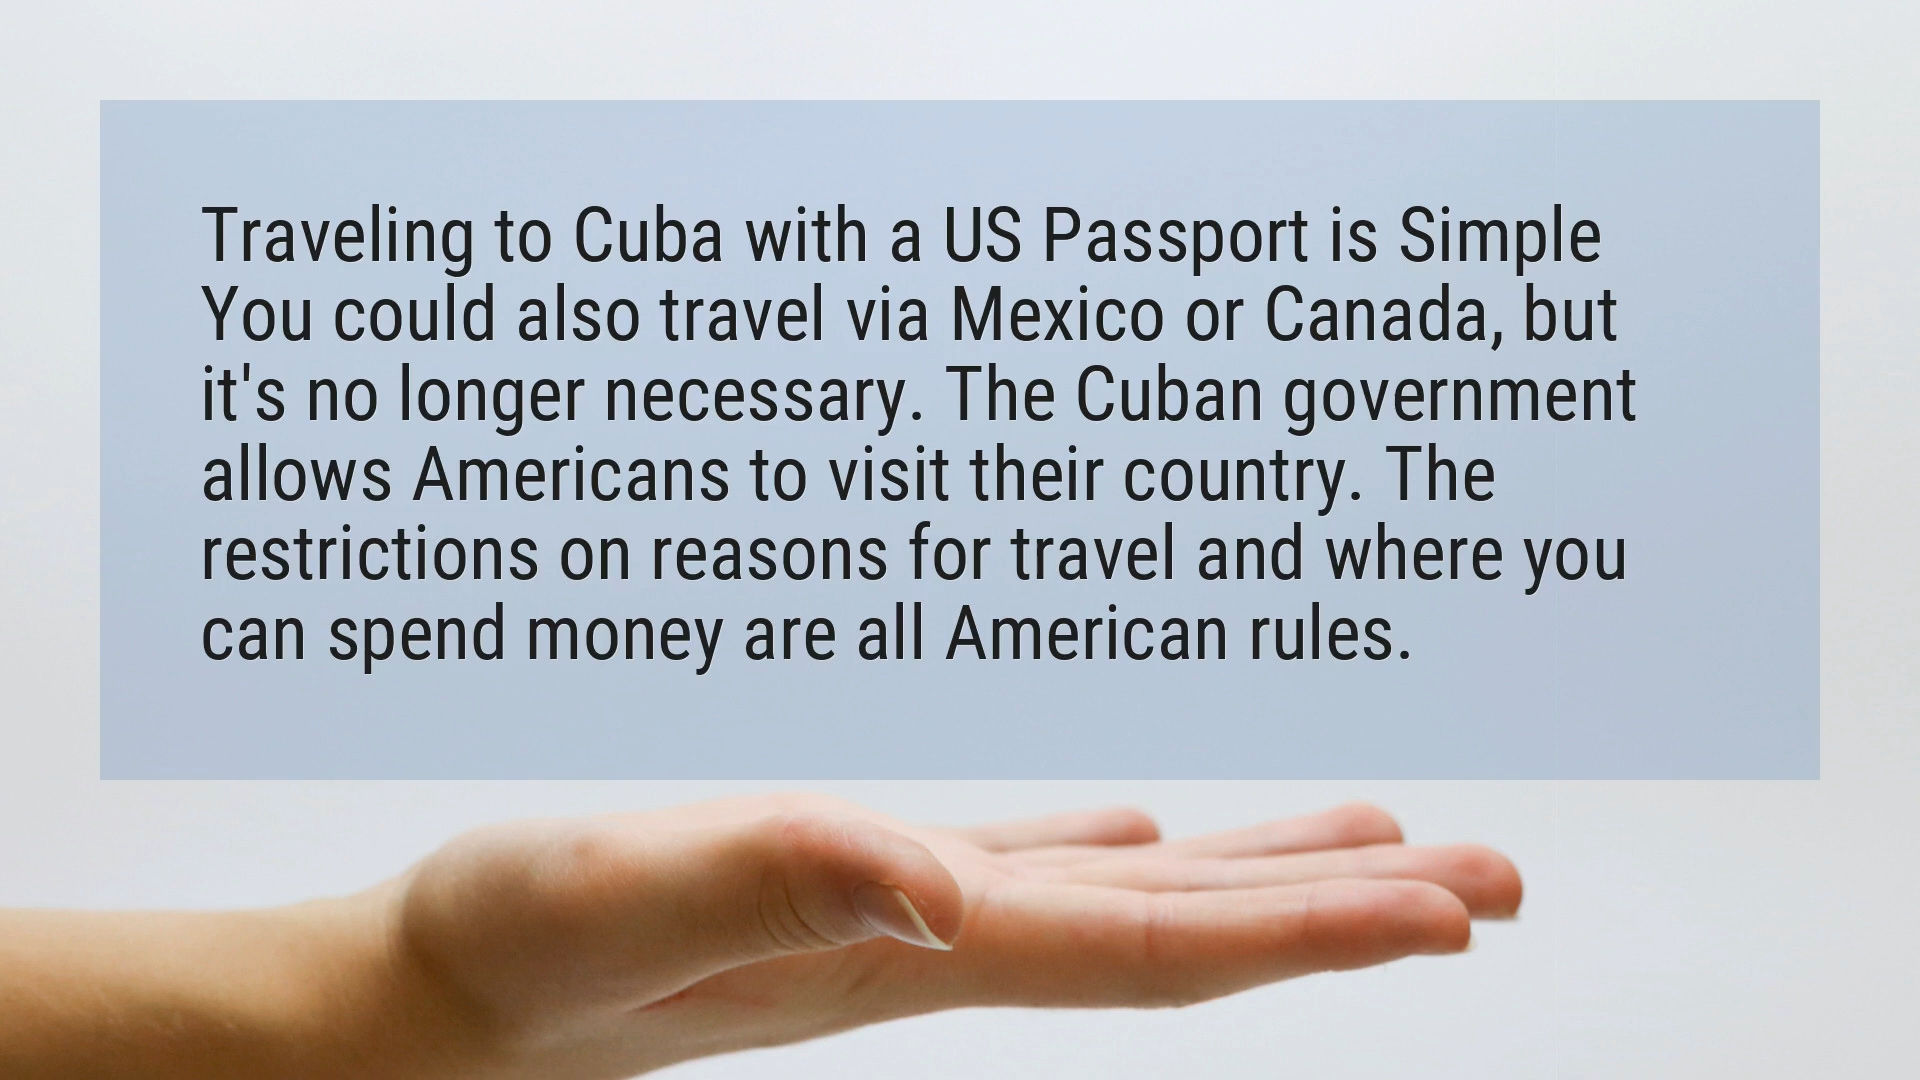 Traveling to Cuba with a US Passport is Simple
You could also travel via Mexico or Canada, but
it's no longer necessary. The Cuban government
allows Americans to visit their country. The
restrictions on reasons for travel and where you
can spend money are all American rules.